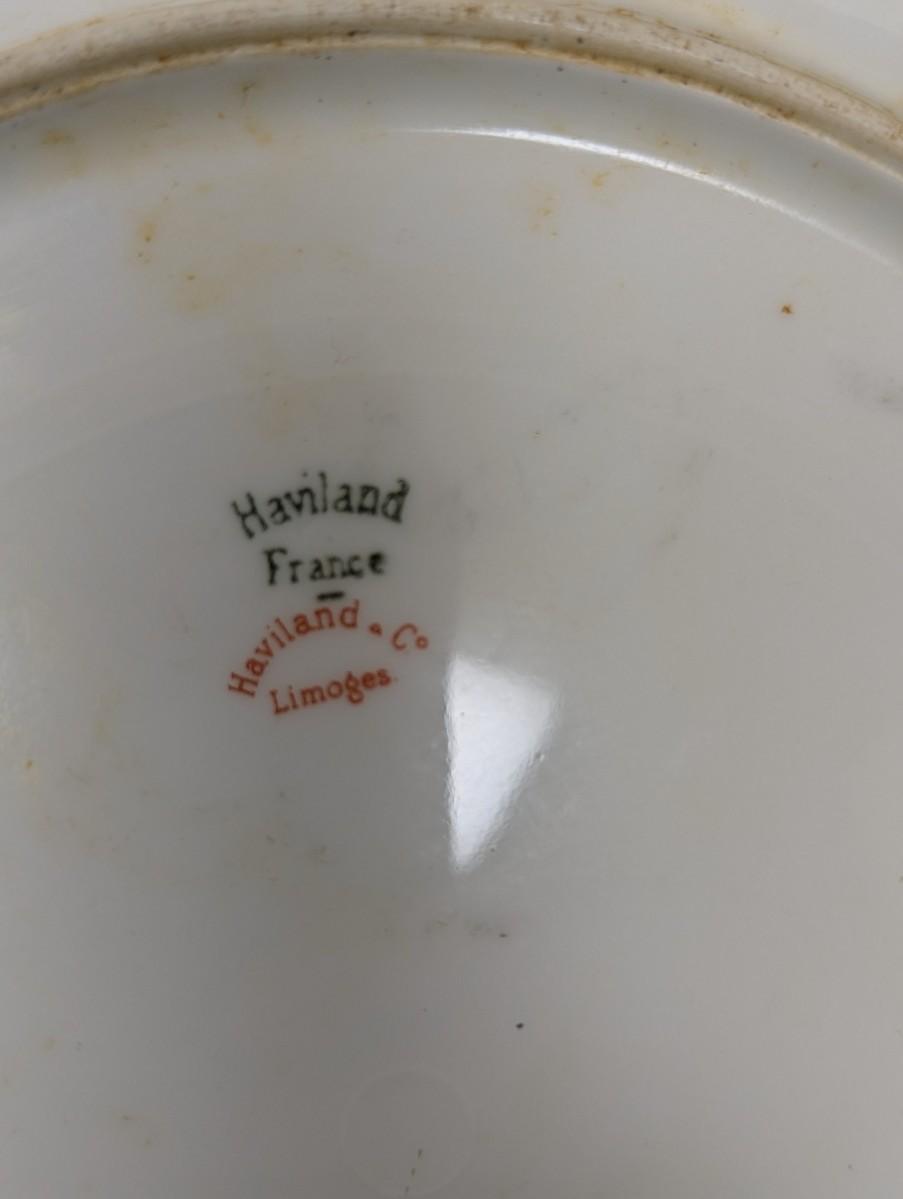 Haviland
France
Haviland & Co
Limoges